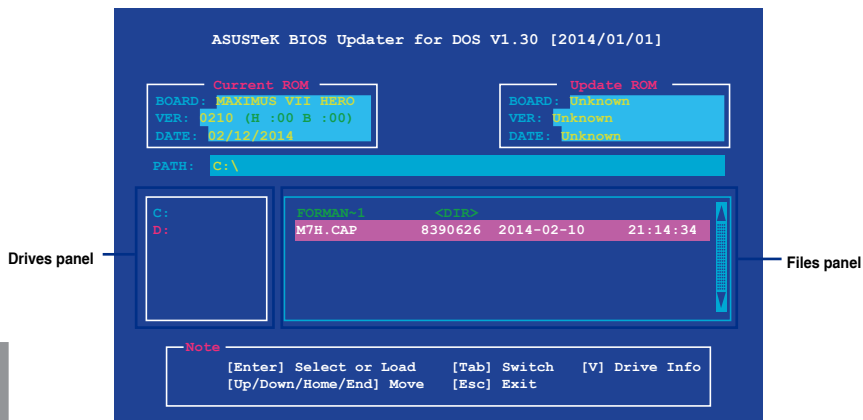 ASUSTeK BIOS Updater for DOS V1.30 [2014/01/01]
Current ROM
BOARD: MAXIMUS VII HERO
VER: 0210 (H :00 B :00)
DATE: 02/12/2014
Update ROM
BOARD: Unknown
VER: Unknown
DATE: Unknown
PATH: C:\
C:
D:
FORMAN~1 <DIR>
M7H.CAP 8390626 2014-02-10 21:14:34
Drives panel
Files panel
Note
[Enter] Select or Load [Tab] Switch [V] Drive Info
[Up/Down/Home/End] Move [Esc] Exit